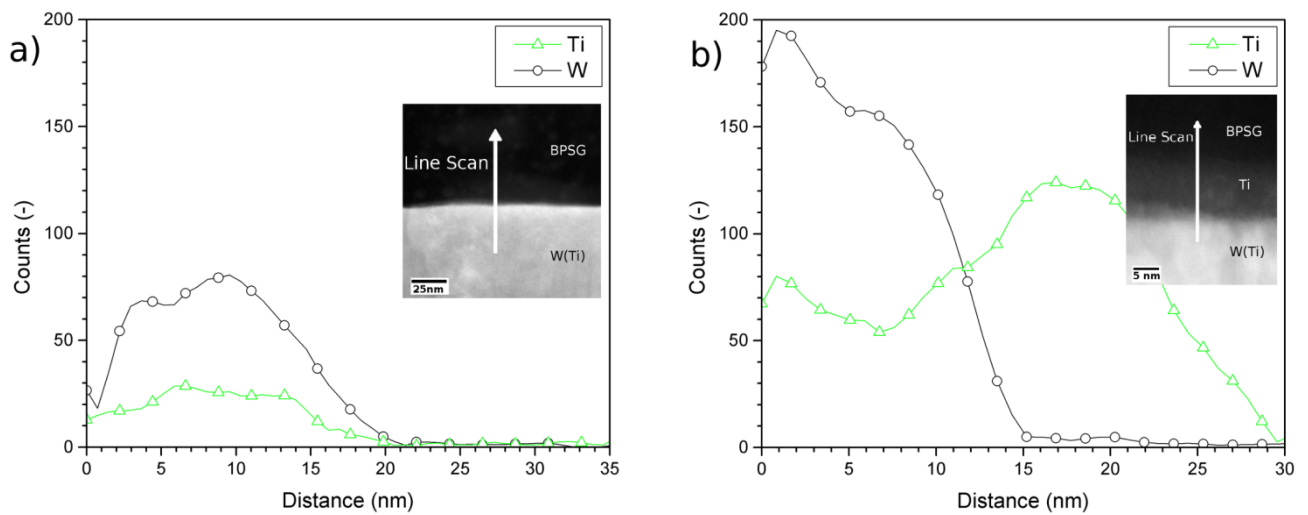 a)
Counts (-)
200
150
100
50
0
Ti
W
Line Scan
BPSG
W(Ti)
25nm
0 5 10 15 20 25 30 35
Distance (nm)
b)
Counts (-)
200
150
100
50
0
Ti
W
Line Scan
BPSG
Ti
W(Ti)
5 nm
0 5 10 15 20 25 30
Distance (nm)